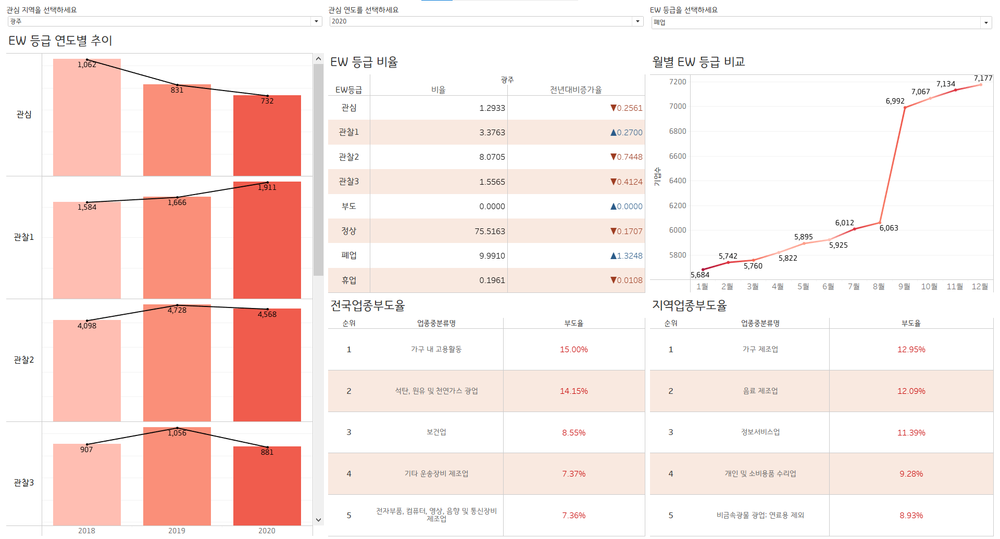 관심 지역을 선택하세요
광주
관심 연도를 선택하세요
2020
EW 등급을 선택하세요
폐업
EW 등급 연도별 추이
관심
1,062
831
732
관찰1
1,584
1,666
1,911
관찰2
4,098
4,728
4,568
관찰3
907
1,056
881
2018 2019 2020
EW 등급 비율
광주
EW등급 비율 전년대비증가율
관심 1.2933 ▼0.2561
관찰1 3.3763 ▲0.2700
관찰2 8.0705 ▼0.7448
관찰3 1.5565 ▼0.4124
부도 0.0000 ▲0.0000
정상 75.5163 ▼0.1707
폐업 9.9910 ▲1.3248
휴업 0.1961 ▼0.0108
월별 EW 등급 비교
기업수
7200
7000
6800
6600
6400
6200
6000
5800
5,684
5,742
5,760
5,822
5,895
5,925
6,012
6,063
6,992
7,067
7,134
7,177
1월 2월 3월 4월 5월 6월 7월 8월 9월 10월 11월 12월
전국업종부도율
순위 업종중분류명 부도율
1 가구 내 고용활동 15.00%
2 석탄, 원유 및 천연가스 광업 14.15%
3 보건업 8.55%
4 기타 운송장비 제조업 7.37%
5 전자부품, 컴퓨터, 영상, 음향 및 통신장비 7.36%
제조업
지역업종부도율
순위 업종중분류명 부도율
1 가구 제조업 12.95%
2 음료 제조업 12.09%
3 정보서비스업 11.39%
4 개인 및 소비용품 수리업 9.28%
5 비금속광물 광업; 연료용 제외 8.93%